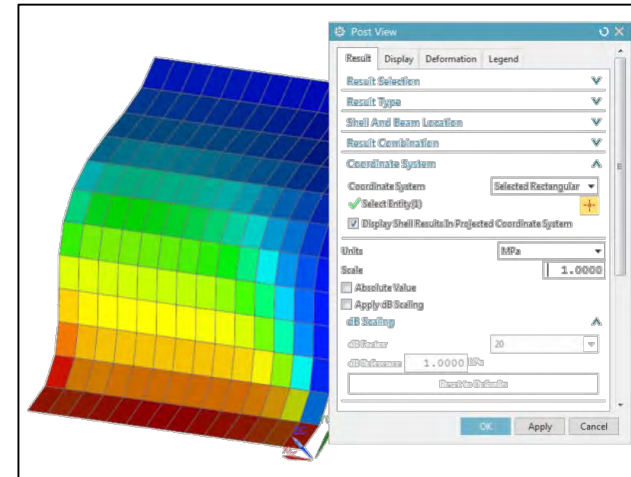 Post View
Result Display Deformation Legend
Result Selection
Result Type
Shell And Beam Location
Result Combination
Coordinate System
Coordinate System Selected Rectangular
Select Entity(1)
Display Shell Results In Projected Coordinate System
Units MPa
Scale 1.0000
Absolute Value
Apply dB Scaling
dB Scaling
dB Factor 20
dB Reference 1.0000
Reset to Defaults
OK Apply Cancel